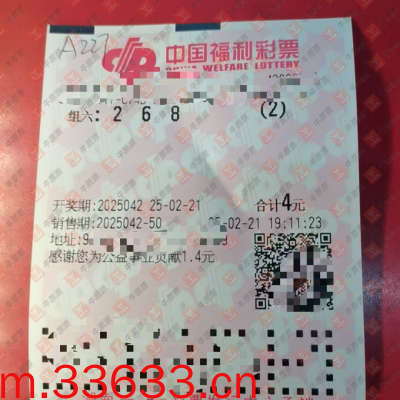 A227
中国福利彩票
CHINA WELFARE LOTTERY
组六: 2 6 8 (2)
开奖期:2025042 25-02-21 合计4元
销售期:2025042-50 25-02-21 19:11:23
地址:
感谢您为公益事业贡献1.4元
m.33633.cn